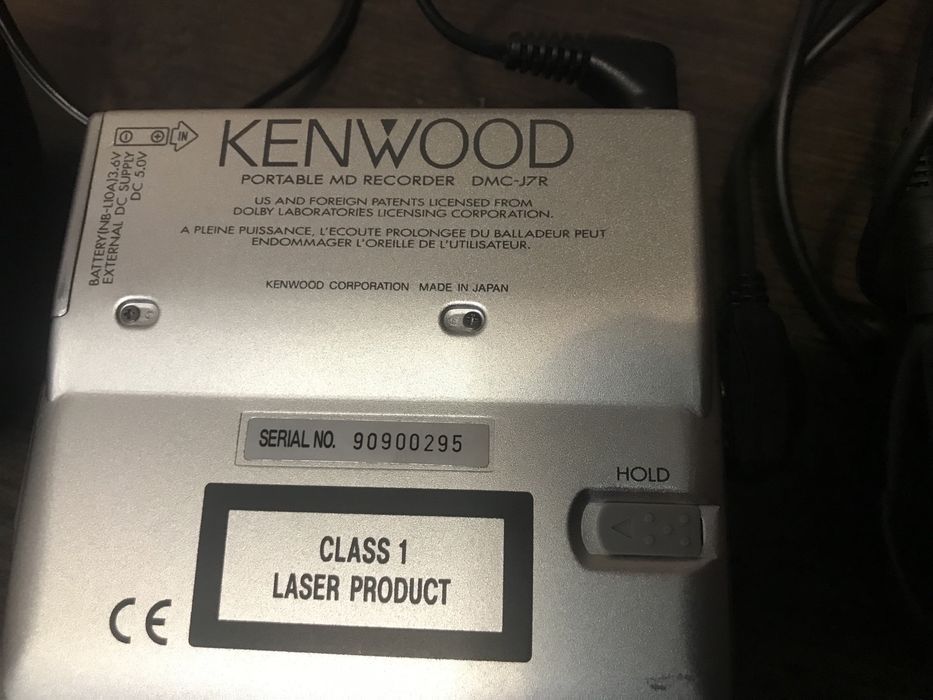 IN
BATTERY(NB-L10A)3.6V
EXTERNAL DC SUPPLY
DC 5.0V
KENWOOD
PORTABLE MD RECORDER DMC-J7R
US AND FOREIGN PATENTS LICENSED FROM
DOLBY LABORATORIES LICENSING CORPORATION.
A PLEINE PUISSANCE, L'ECOUTE PROLONGEE DU BALLADEUR PEUT
ENDOMMAGER L'OREILLE DE L'UTILISATEUR.
KENWOOD CORPORATION MADE IN JAPAN
SERIAL NO. 90900295
HOLD
CLASS 1
LASER PRODUCT
CE